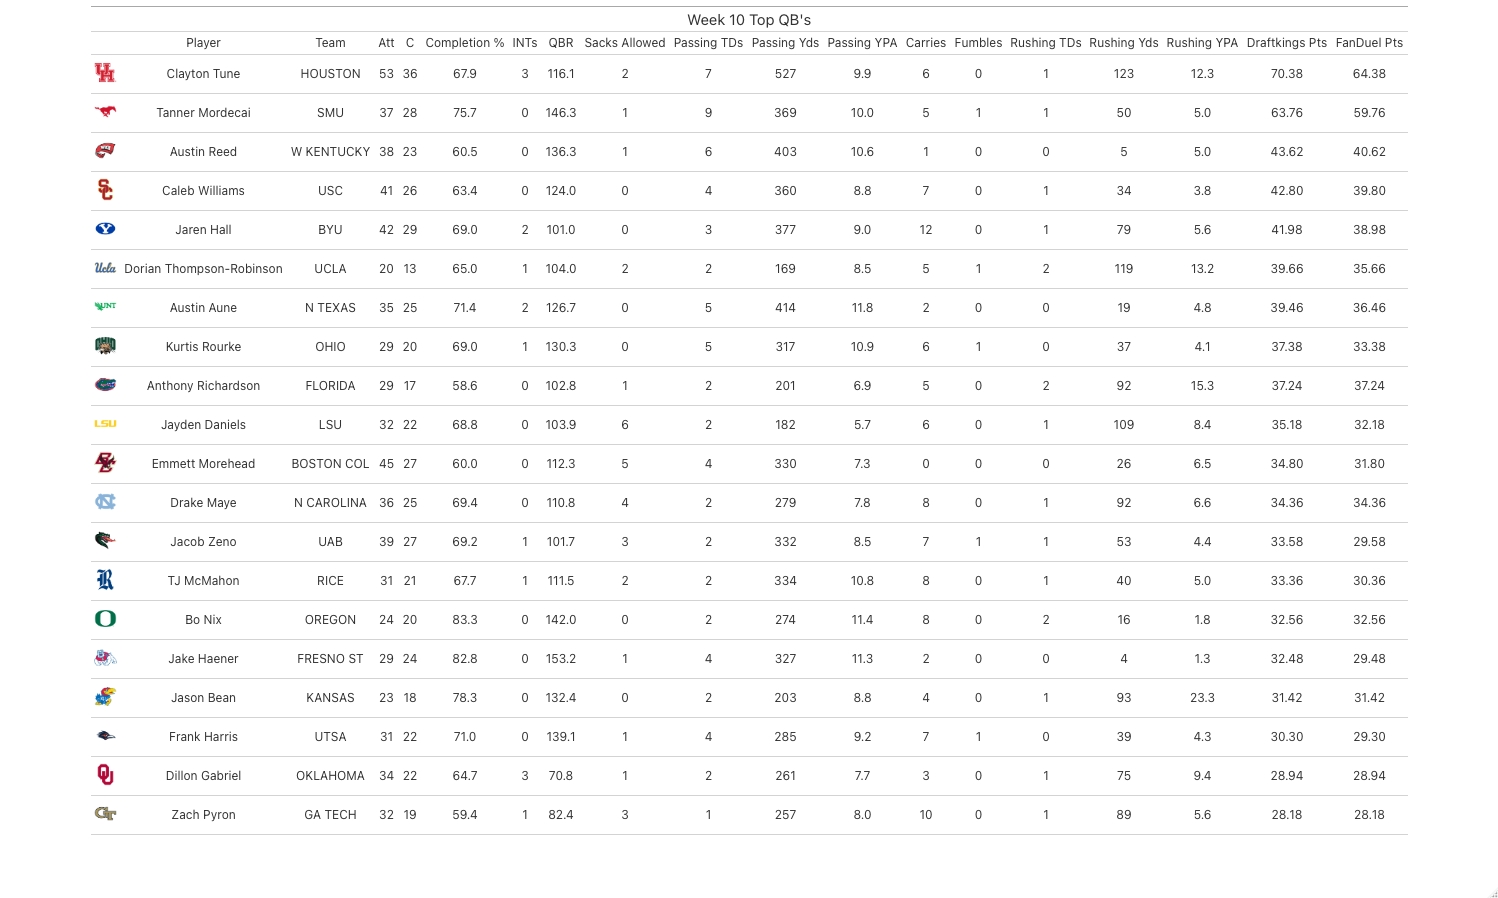 Week 10 Top QB's
Player Team Att C Completion % INTs QBR Sacks Allowed Passing TDs Passing Yds Passing YPA Carries Fumbles Rushing TDs Rushing Yds Rushing YPA Draftkings Pts FanDuel Pts
Clayton Tune HOUSTON 53 36 67.9 3 116.1 2 7 527 9.9 6 0 1 123 12.3 70.38 64.38
Tanner Mordecai SMU 37 28 75.7 0 146.3 1 9 369 10.0 5 1 1 50 5.0 63.76 59.76
Austin Reed W KENTUCKY 38 23 60.5 0 136.3 1 6 403 10.6 1 0 0 5 5.0 43.62 40.62
SC Caleb Williams USC 41 26 63.4 0 124.0 0 4 360 8.8 7 0 1 34 3.8 42.80 39.80
Y Jaren Hall BYU 42 29 69.0 2 101.0 0 3 377 9.0 12 0 1 79 5.6 41.98 38.98
Ucla Dorian Thompson-Robinson UCLA 20 13 65.0 1 104.0 2 2 169 8.5 5 1 2 119 13.2 39.66 35.66
UNT Austin Aune N TEXAS 35 25 71.4 2 126.7 0 5 414 11.8 2 0 0 19 4.8 39.46 36.46
OHIO Kurtis Rourke OHIO 29 20 69.0 1 130.3 0 5 317 10.9 6 1 0 37 4.1 37.38 33.38
Anthony Richardson FLORIDA 29 17 58.6 0 102.8 1 2 201 6.9 5 0 2 92 15.3 37.24 37.24
LSU Jayden Daniels LSU 32 22 68.8 0 103.9 6 2 182 5.7 6 0 1 109 8.4 35.18 32.18
Emmett Morehead BOSTON COL 45 27 60.0 0 112.3 5 4 330 7.3 0 0 0 26 6.5 34.80 31.80
NC Drake Maye N CAROLINA 36 25 69.4 0 110.8 4 2 279 7.8 8 0 1 92 6.6 34.36 34.36
Jacob Zeno UAB 39 27 69.2 1 101.7 3 2 332 8.5 7 1 1 53 4.4 33.58 29.58
R TJ McMahon RICE 31 21 67.7 1 111.5 2 2 334 10.8 8 0 1 40 5.0 33.36 30.36
O Bo Nix OREGON 24 20 83.3 0 142.0 0 2 274 11.4 8 0 2 16 1.8 32.56 32.56
Jake Haener FRESNO ST 29 24 82.8 0 153.2 1 4 327 11.3 2 0 0 4 1.3 32.48 29.48
Jason Bean KANSAS 23 18 78.3 0 132.4 0 2 203 8.8 4 0 1 93 23.3 31.42 31.42
Frank Harris UTSA 31 22 71.0 0 139.1 1 4 285 9.2 7 1 0 39 4.3 30.30 29.30
OU Dillon Gabriel OKLAHOMA 34 22 64.7 3 70.8 1 2 261 7.7 3 0 1 75 9.4 28.94 28.94
GT Zach Pyron GA TECH 32 19 59.4 1 82.4 3 1 257 8.0 10 0 1 89 5.6 28.18 28.18